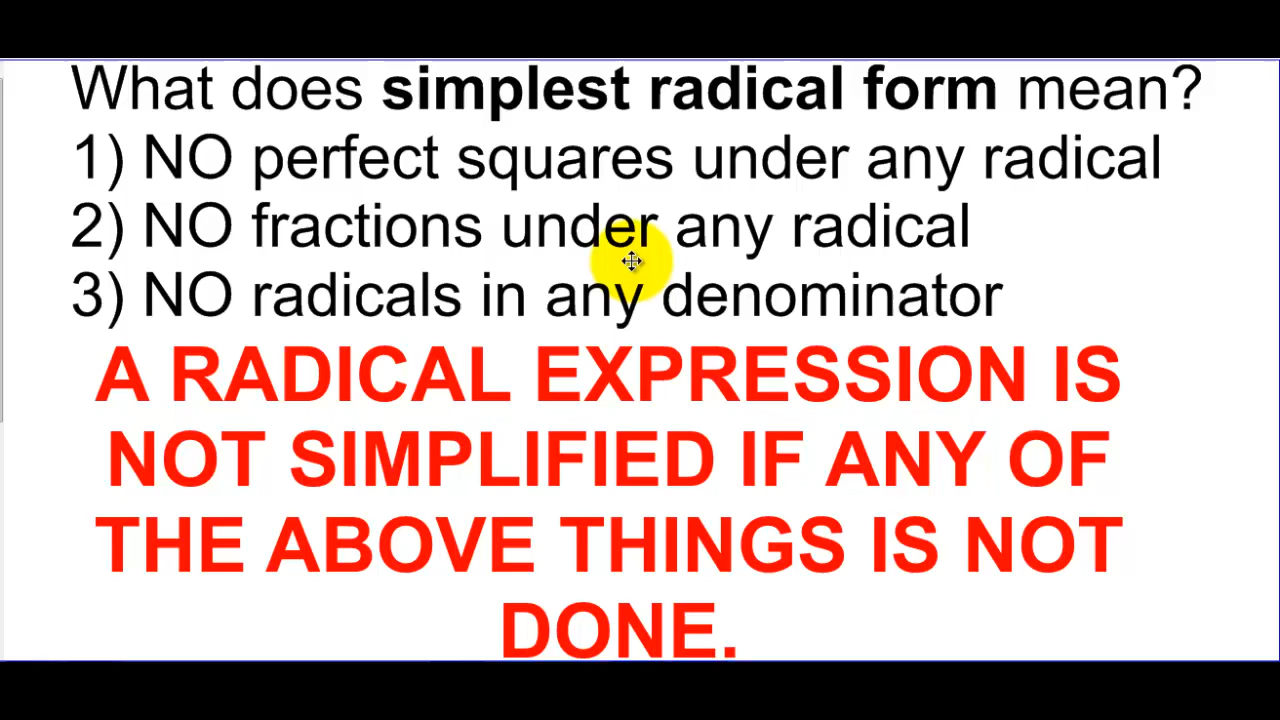 What does simplest radical form mean?
1) NO perfect squares under any radical
2) NO fractions under any radical
3) NO radicals in any denominator
A RADICAL EXPRESSION IS
NOT SIMPLIFIED IF ANY OF
THE ABOVE THINGS IS NOT
DONE.